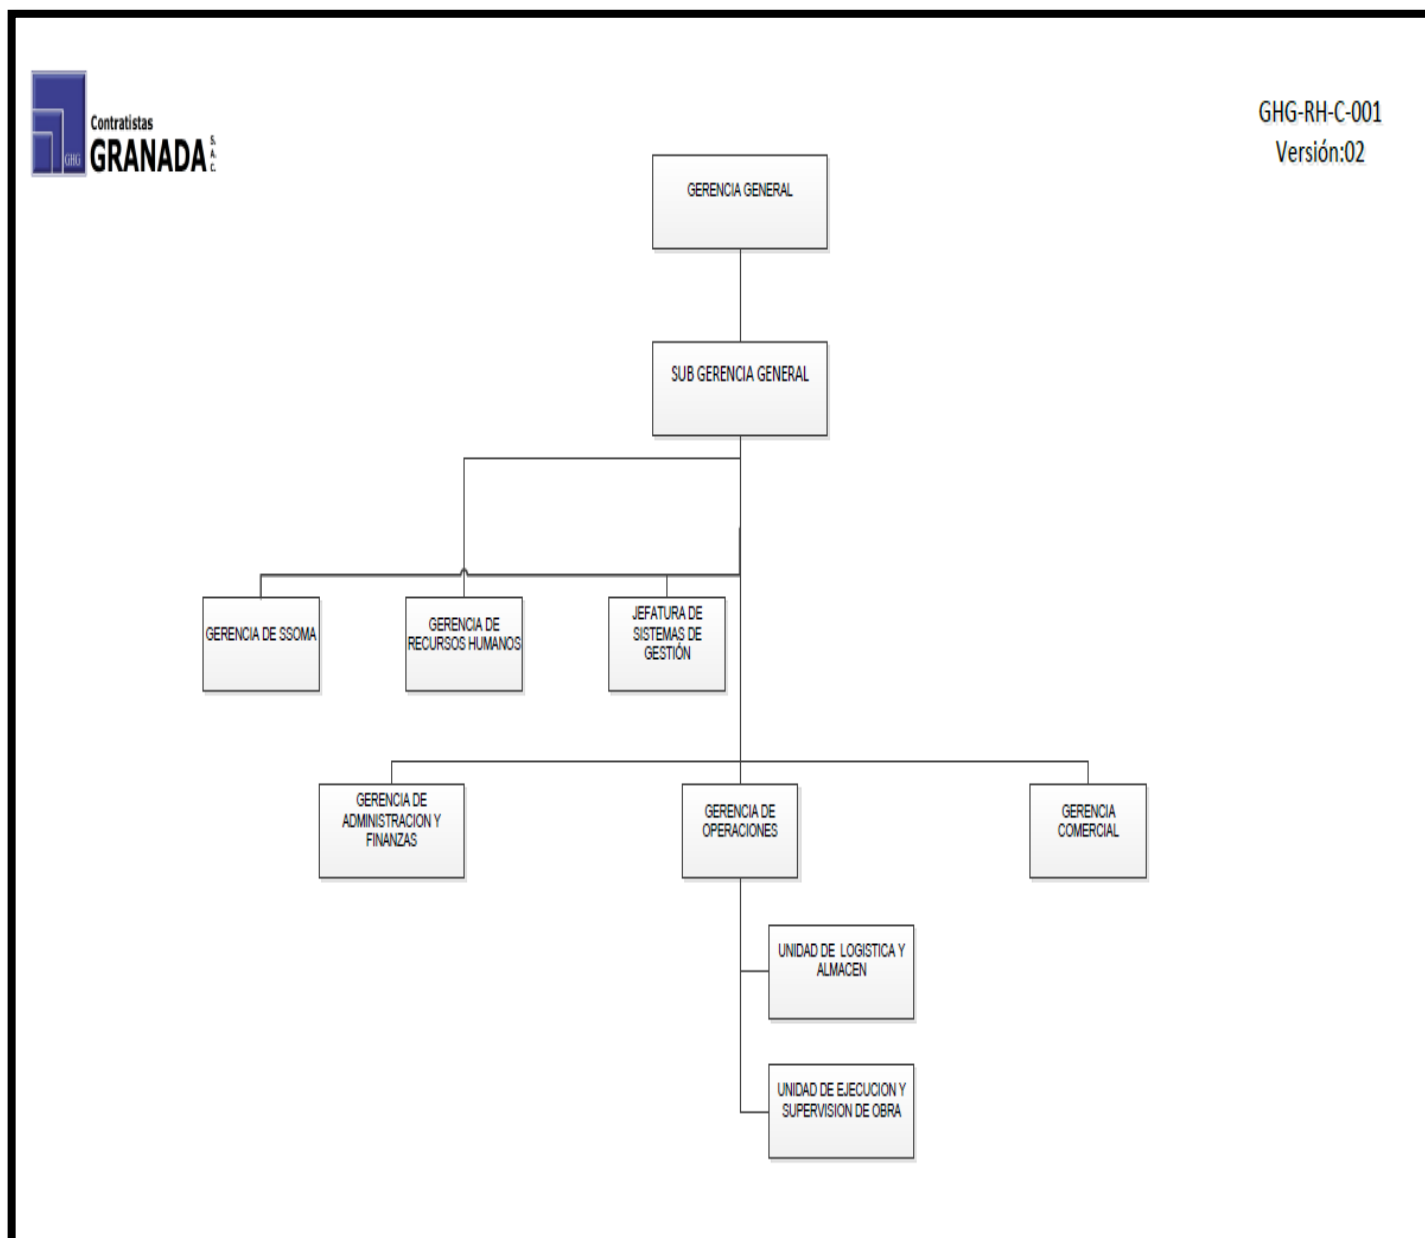 Contratistas
GRANADA S.A.C.
GHG
GHG-RH-C-001
Versión:02
GERENCIA GENERAL
SUB GERENCIA GENERAL
GERENCIA DE SSOMA
GERENCIA DE
RECURSOS HUMANOS
JEFATURA DE
SISTEMAS DE
GESTIÓN
GERENCIA DE
ADMINISTRACION Y
FINANZAS
GERENCIA DE
OPERACIONES
GERENCIA
COMERCIAL
UNIDAD DE  LOGISTICA Y
ALMACEN
UNIDAD DE EJECUCION Y
SUPERVISION DE OBRA